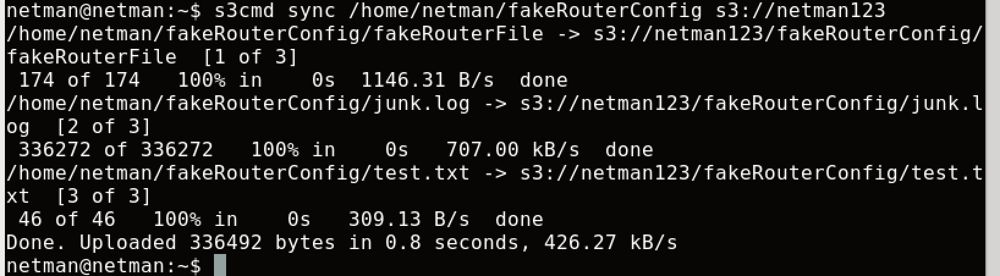 netman@netman:~$ s3cmd sync /home/netman/fakeRouterConfig s3://netman123
/home/netman/fakeRouterConfig/fakeRouterFile -> s3://netman123/fakeRouterConfig/
fakeRouterFile  [1 of 3]
 174 of 174   100% in    0s  1146.31 B/s  done
/home/netman/fakeRouterConfig/junk.log -> s3://netman123/fakeRouterConfig/junk.l
og  [2 of 3]
 336272 of 336272   100% in    0s   707.00 kB/s  done
/home/netman/fakeRouterConfig/test.txt -> s3://netman123/fakeRouterConfig/test.t
xt  [3 of 3]
 46 of 46   100% in    0s   309.13 B/s  done
Done. Uploaded 336492 bytes in 0.8 seconds, 426.27 kB/s
netman@netman:~$